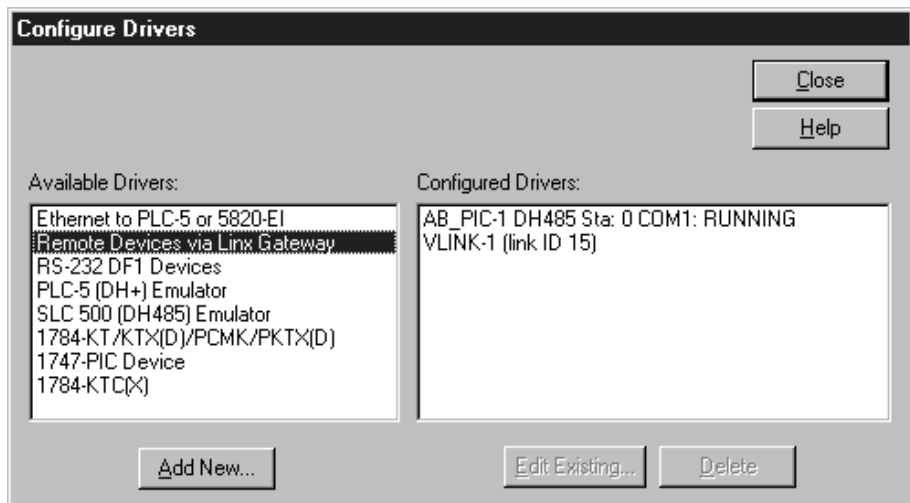 Configure Drivers
Close
Help
Available Drivers:
Ethernet to PLC-5 or 5820-EI
Remote Devices via Linx Gateway
RS-232 DF1 Devices
PLC-5 (DH+) Emulator
SLC 500 (DH485) Emulator
1784-KT/KTX(D)/PCMK/PKTX(D)
1747-PIC Device
1784-KTC(X)
Configured Drivers:
AB_PIC-1 DH485 Sta: 0 COM1: RUNNING
VLINK-1 (link ID 15)
Add New...
Edit Existing...
Delete